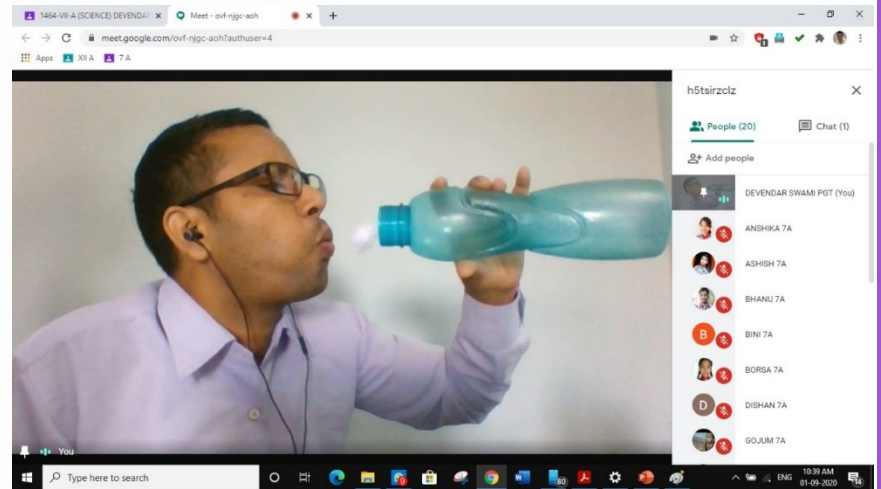 1464-VII-A (SCIENCE) DEVENDA
Meet - ovf-njgc-aoh
meet.google.com/ovf-njgc-aoh?authuser=4
Apps
XII A
7 A
h5tsirzclz
People (20)
Chat (1)
Add people
DEVENDAR SWAMI PGT (You)
ANSHIKA 7A
ASHISH 7A
BHANU 7A
B
BINI 7A
BORSA 7A
D
DISHAN 7A
GOJUM 7A
You
Type here to search
80
ENG
10:39 AM
01-09-2020
14